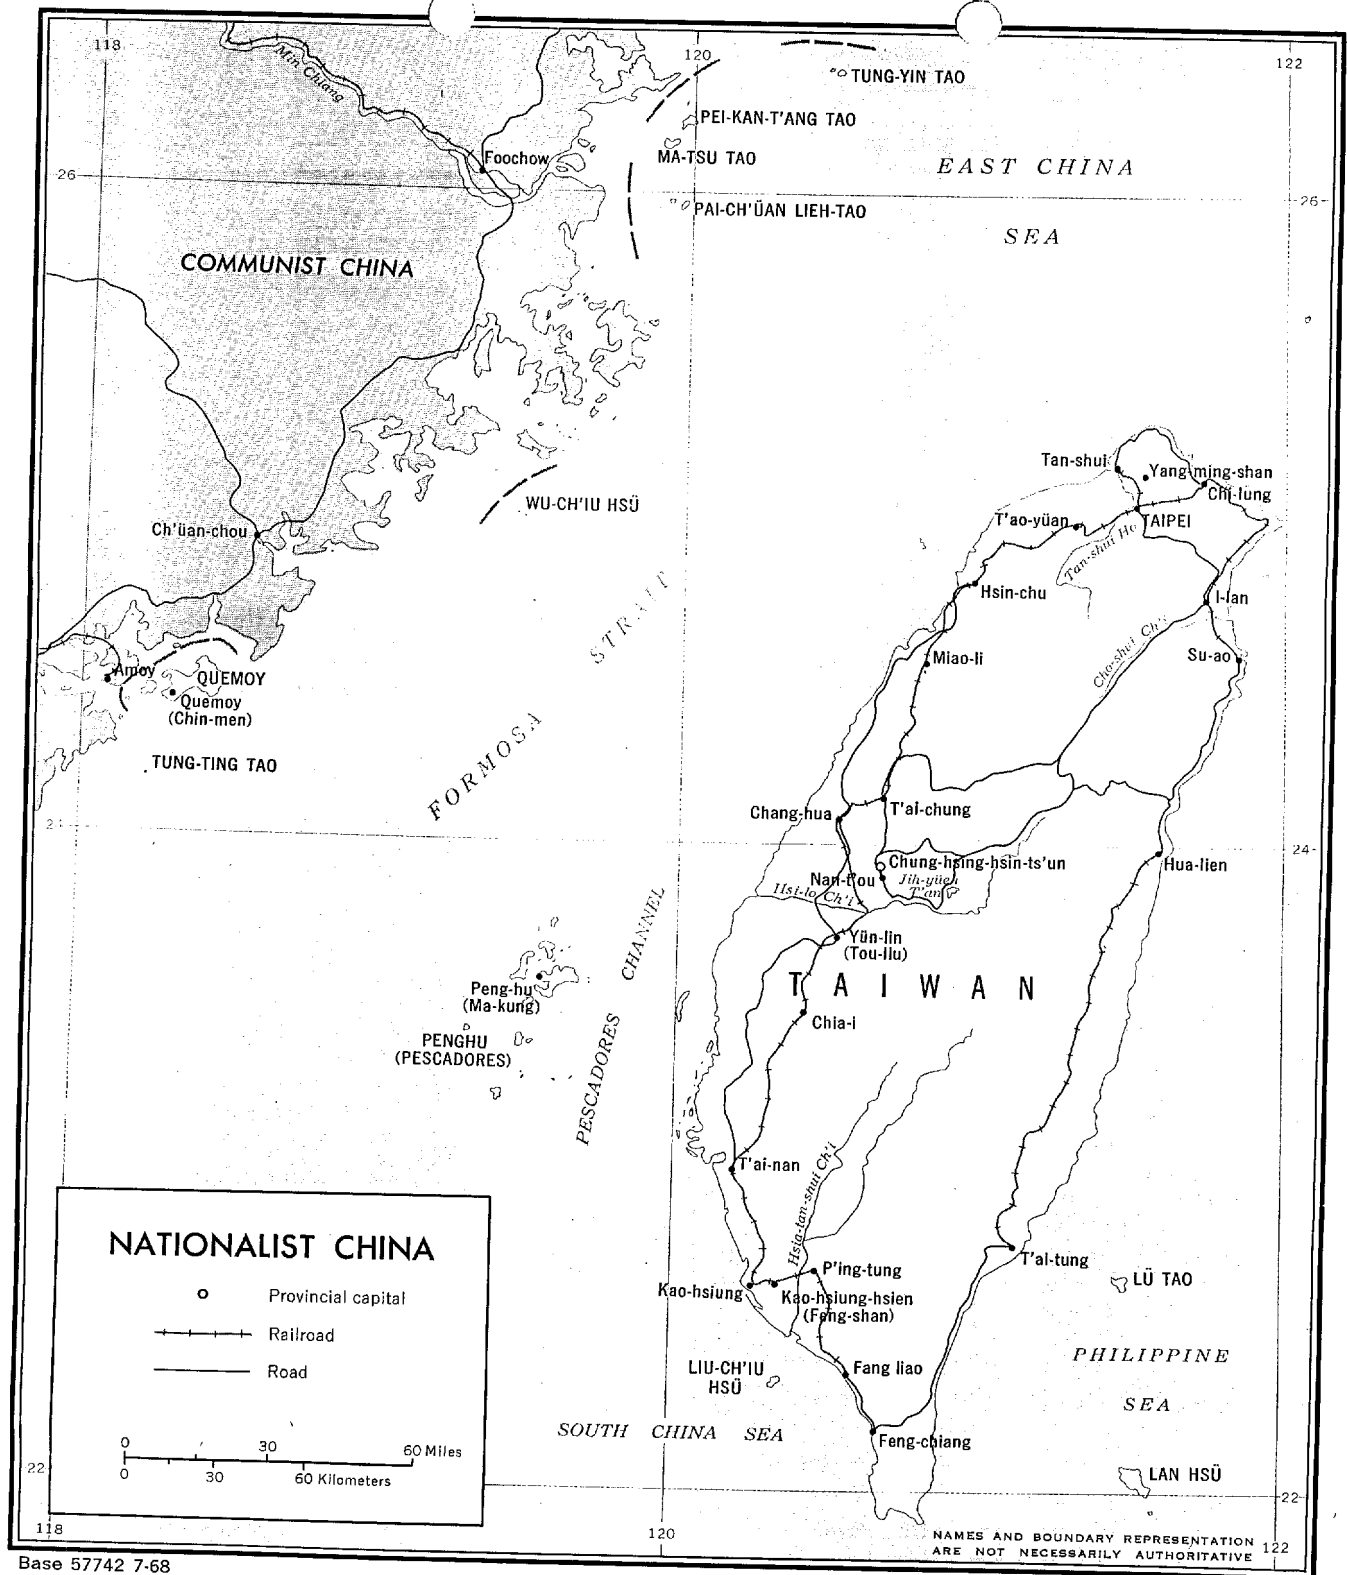 118
120
122
Min Chiang
TUNG-YIN TAO
PEI-KAN-T'ANG TAO
MA-TSU TAO
Foochow
EAST CHINA
SEA
26
26
PAI-CH'ÜAN LIEH-TAO
COMMUNIST CHINA
WU-CH'IU HSÜ
Ch'üan-chou
Tan-shui
Yang-ming-shan
Chi-lung
T'ao-yüan
TAIPEI
Tan-shui Ho
Hsin-chu
I-lan
Cho-shui Ch'i
Miao-li
Su-ao
Amoy
QUEMOY
Quemoy
(Chin-men)
TUNG-TING TAO
FORMOSA STRAIT
Chang-hua
T'ai-chung
24
24
Chung-hsing-hsin-ts'un
Hua-lien
Nan-t'ou
Jih-yüeh
T'an
Hsi-lo Ch'i
Yün-lin
(Tou-liu)
TAIWAN
Peng-hu
(Ma-kung)
Chia-i
PENGHU
(PESCADORES)
PESCADORES CHANNEL
T'ai-nan
Hsia-tan-shui Ch'i
P'ing-tung
T'ai-tung
Kao-hsiung
Kao-hsiung-hsien
(Feng-shan)
LÜ TAO
PHILIPPINE
SEA
LIU-CH'IU
HSÜ
Fang liao
SOUTH CHINA SEA
Feng-chiang
LAN HSÜ
NATIONALIST CHINA
Provincial capital
Railroad
Road
0 30 60 Miles
0 30 60 Kilometers
22
22
118
120
122
NAMES AND BOUNDARY REPRESENTATION
ARE NOT NECESSARILY AUTHORITATIVE
Base 57742 7-68